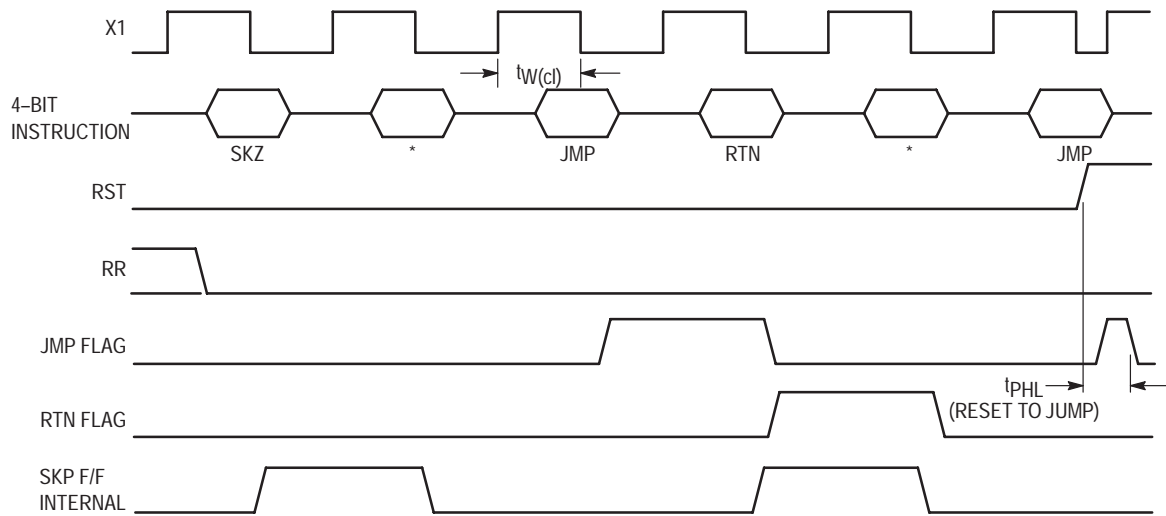 X1
tW(cl)
4–BIT
INSTRUCTION
SKZ
*
JMP
RTN
*
JMP
RST
RR
JMP FLAG
tPHL
(RESET TO JUMP)
RTN FLAG
SKP F/F
INTERNAL